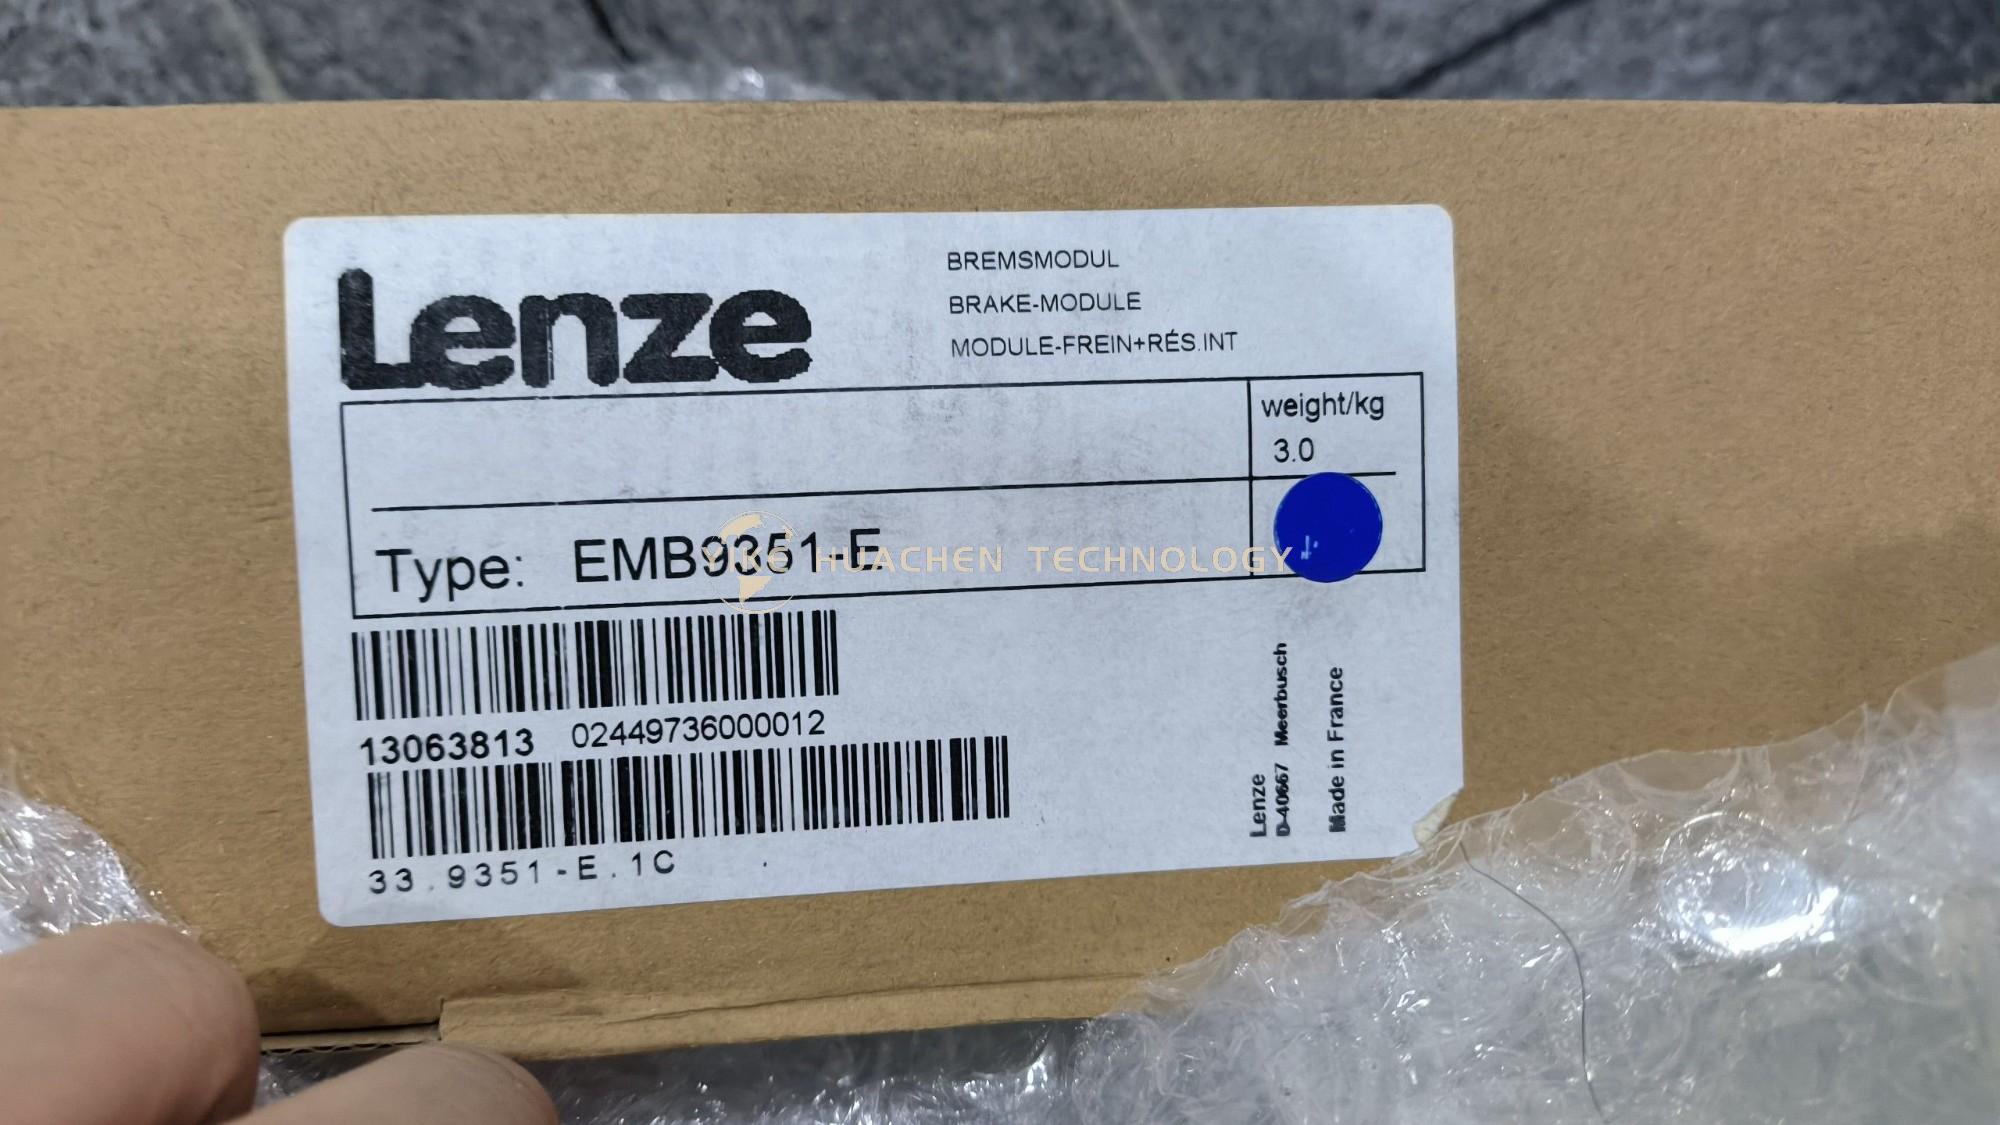 Lenze
BREMSMODUL
BRAKE-MODULE
MODULE-FREIN+RÉS.INT
weight/kg
3.0
Type: EMB9351-E
YIKE HUACHEN TECHNOLOGY
13063813 02449736000012
33.9351-E.1C
Lenze
D-40667 Meerbusch
Made in France